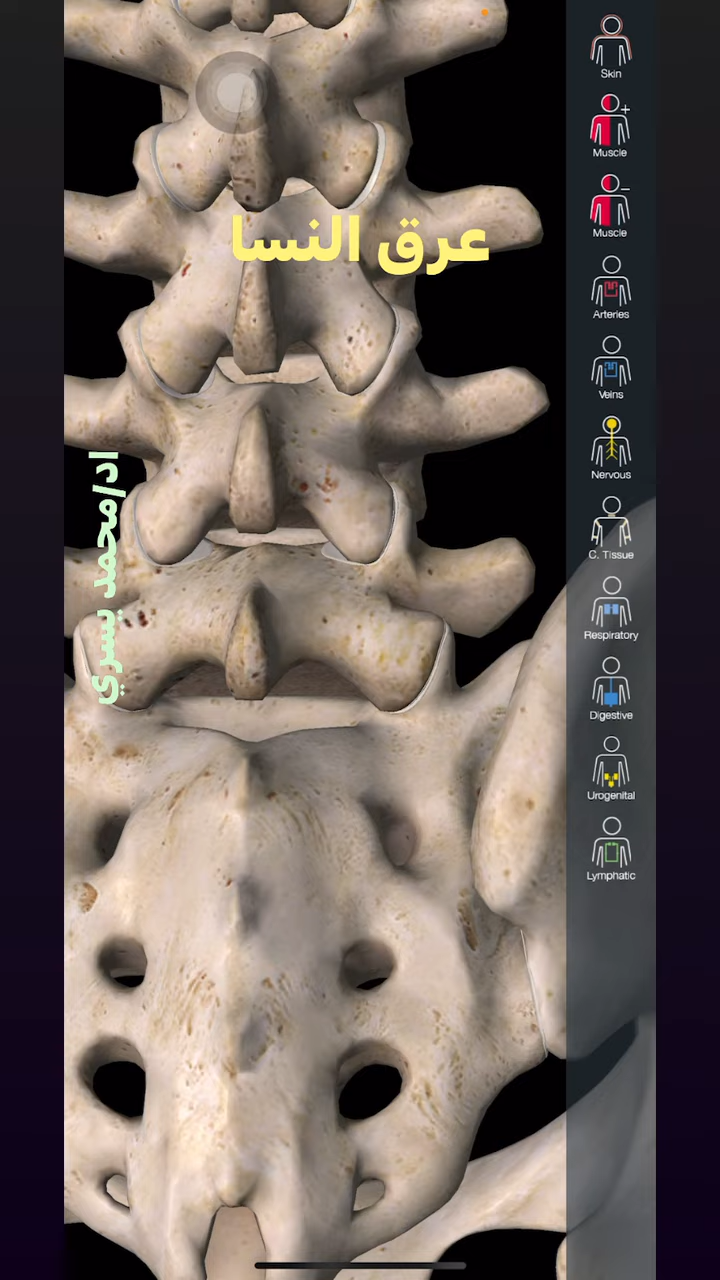 عرق النسا
اد/محمد يسري
Skin
Muscle
Muscle
Arteries
Veins
Nervous
C. Tissue
Respiratory
Digestive
Urogenital
Lymphatic